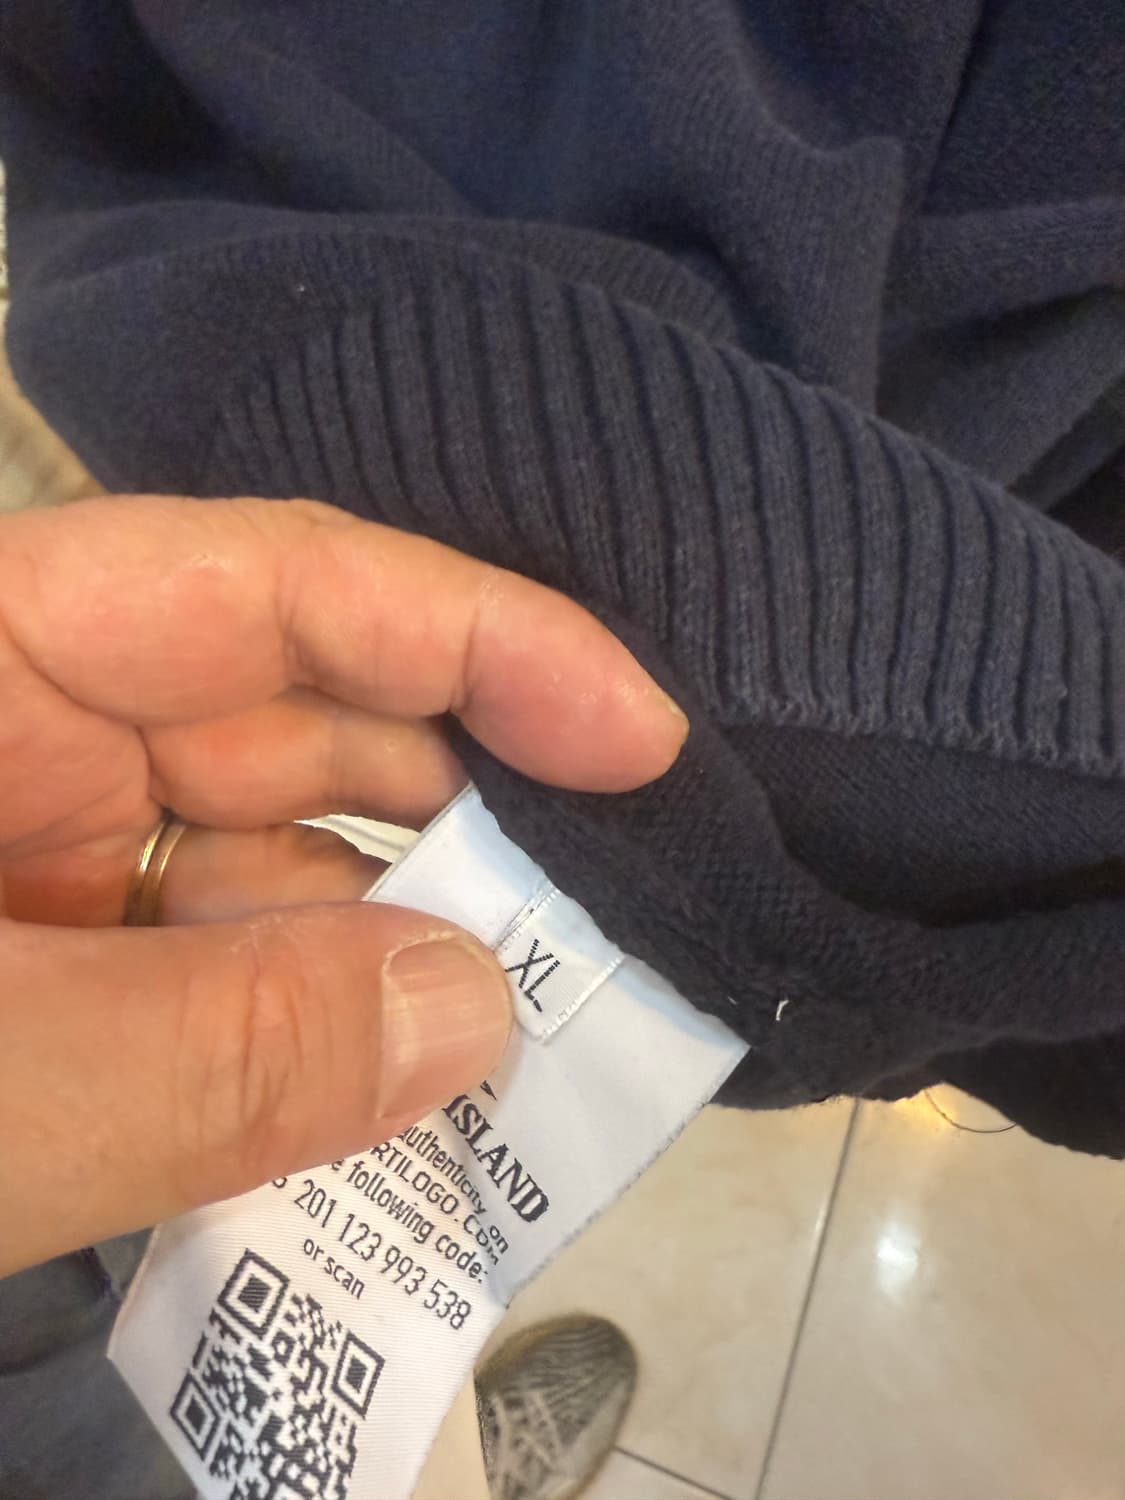 XL
ISLAND
authenticity on
RTILOGO.COM
following code:
201 123 993 538
or scan